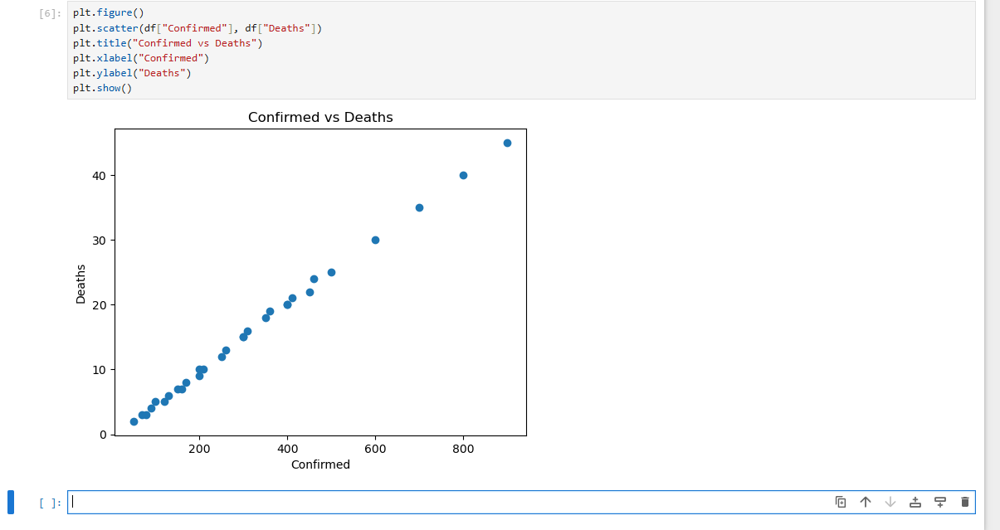 [6]:
plt.figure()
plt.scatter(df["Confirmed"], df["Deaths"])
plt.title("Confirmed vs Deaths")
plt.xlabel("Confirmed")
plt.ylabel("Deaths")
plt.show()
Confirmed vs Deaths
Deaths
40
30
20
10
0
200 400 600 800
Confirmed
[ ]: